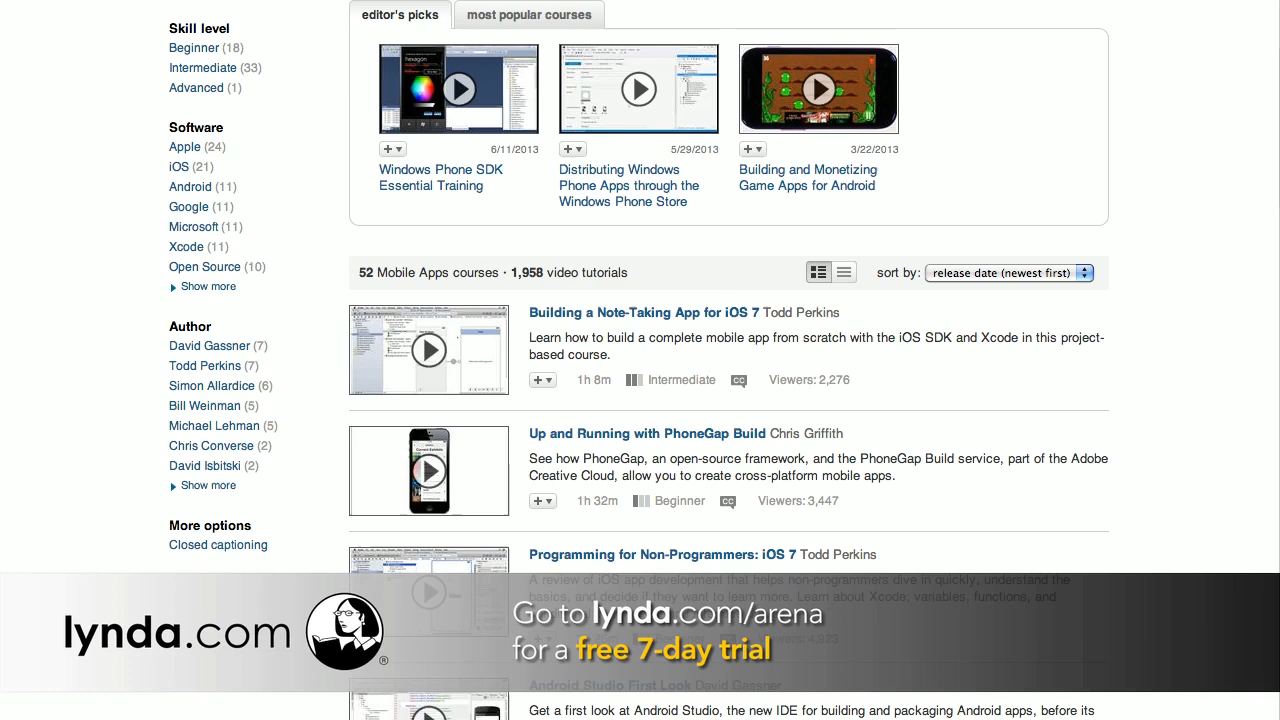 Skill level
Beginner (18)
Intermediate (33)
Advanced (1)
Software
Apple (24)
iOS (21)
Android (11)
Google (11)
Microsoft (11)
Xcode (11)
Open Source (10)
Show more
Author
David Gassner (7)
Todd Perkins (7)
Simon Allardice (6)
Bill Weinman (5)
Michael Lehman (5)
Chris Converse (2)
David Isbitski (2)
Show more
More options
Closed captioning
editor's picks
most popular courses
hexagon
6/11/2013
Windows Phone SDK
Essential Training
5/29/2013
Distributing Windows
Phone Apps through the
Windows Phone Store
3/22/2013
Building and Monetizing
Game Apps for Android
52 Mobile Apps courses · 1,958 video tutorials
sort by: release date (newest first)
Building a Note-Taking App for iOS 7 Todd Perkins
Learn how to build a complete mobile app from scratch with the iOS SDK and Xcode in this project-
based course.
1h 8m Intermediate CC Viewers: 2,276
Up and Running with PhoneGap Build Chris Griffith
See how PhoneGap, an open-source framework, and the PhoneGap Build service, part of the Adobe
Creative Cloud, allow you to create cross-platform mobile apps.
1h 32m Beginner CC Viewers: 3,447
Programming for Non-Programmers: iOS 7 Todd Perkins
A review of iOS app development that helps non-programmers dive in quickly, understand the
basics, and decide if they want to learn more. Learn about Xcode, variables, functions, and
4,923
Android Studio First Look David Gassner
Get a first look at Android Studio, the new IDE for building and packaging Android apps, before its
lynda.com ®
Go to lynda.com/arena
for a free 7-day trial